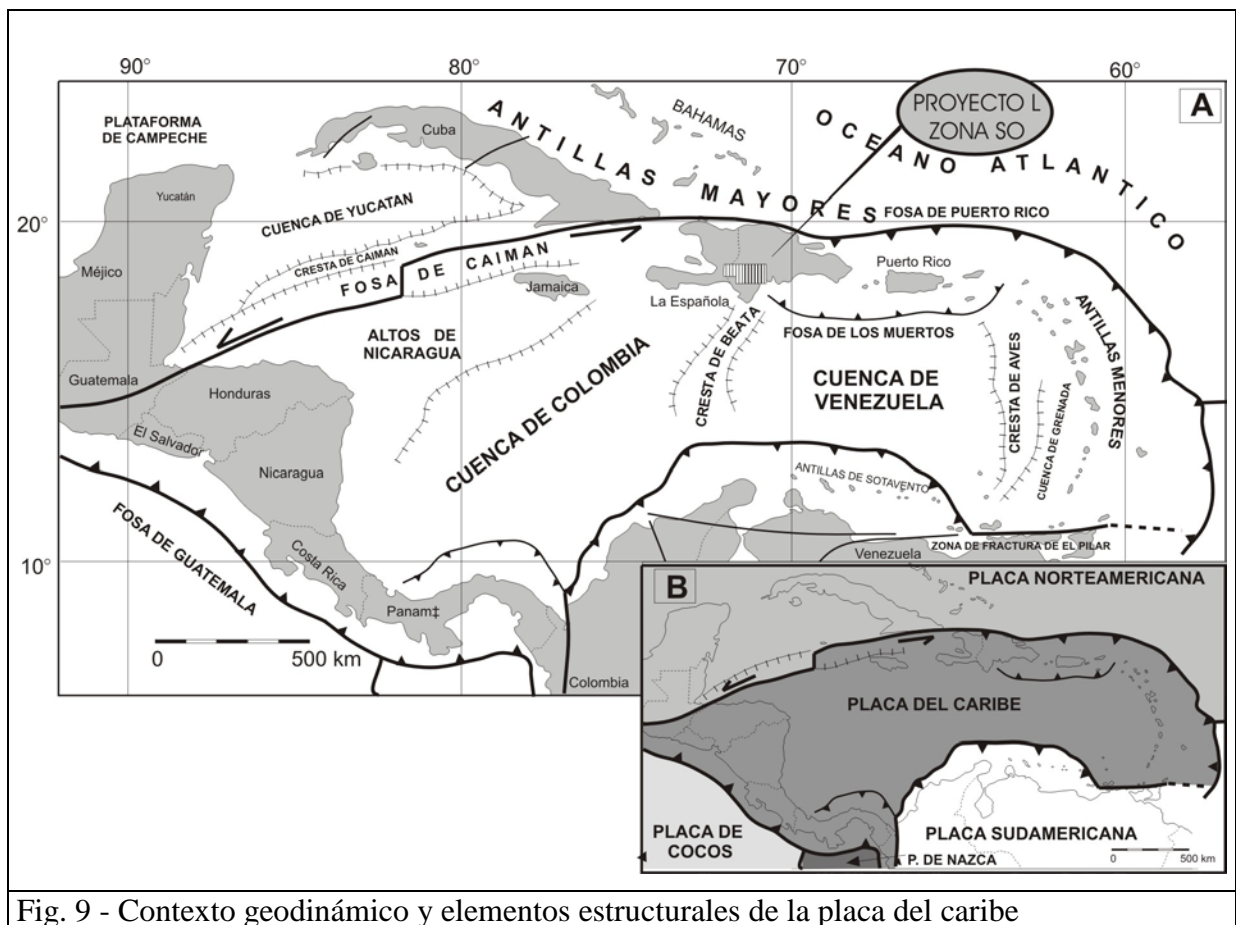 90°
80°
70°
60°
PROYECTO L
ZONA SO
A
PLATAFORMA
DE CAMPECHE
Cuba
BAHAMAS
ANTILLAS MAYORES
OCEANO ATLANTICO
Yucatán
CUENCA DE YUCATAN
20°
FOSA DE PUERTO RICO
CRESTA DE CAIMAN
FOSA DE CAIMAN
Méjico
Jamaica
La Española
Puerto Rico
ALTOS DE
NICARAGUA
FOSA DE LOS MUERTOS
ANTILLAS MENORES
Guatemala
Honduras
CUENCA DE COLOMBIA
CRESTA DE BEATA
CUENCA DE
VENEZUELA
CRESTA DE AVES
CUENCA DE GRENADA
El Salvador
Nicaragua
ANTILLAS DE SOTAVENTO
FOSA DE GUATEMALA
Costa Rica
Venezuela
ZONA DE FRACTURA DE EL PILAR
10°
Panam‡
0 500 km
Colombia
B
PLACA NORTEAMERICANA
PLACA DEL CARIBE
PLACA DE
COCOS
PLACA SUDAMERICANA
0 500 km
P. DE NAZCA
Fig. 9 - Contexto geodinámico y elementos estructurales de la placa del caribe